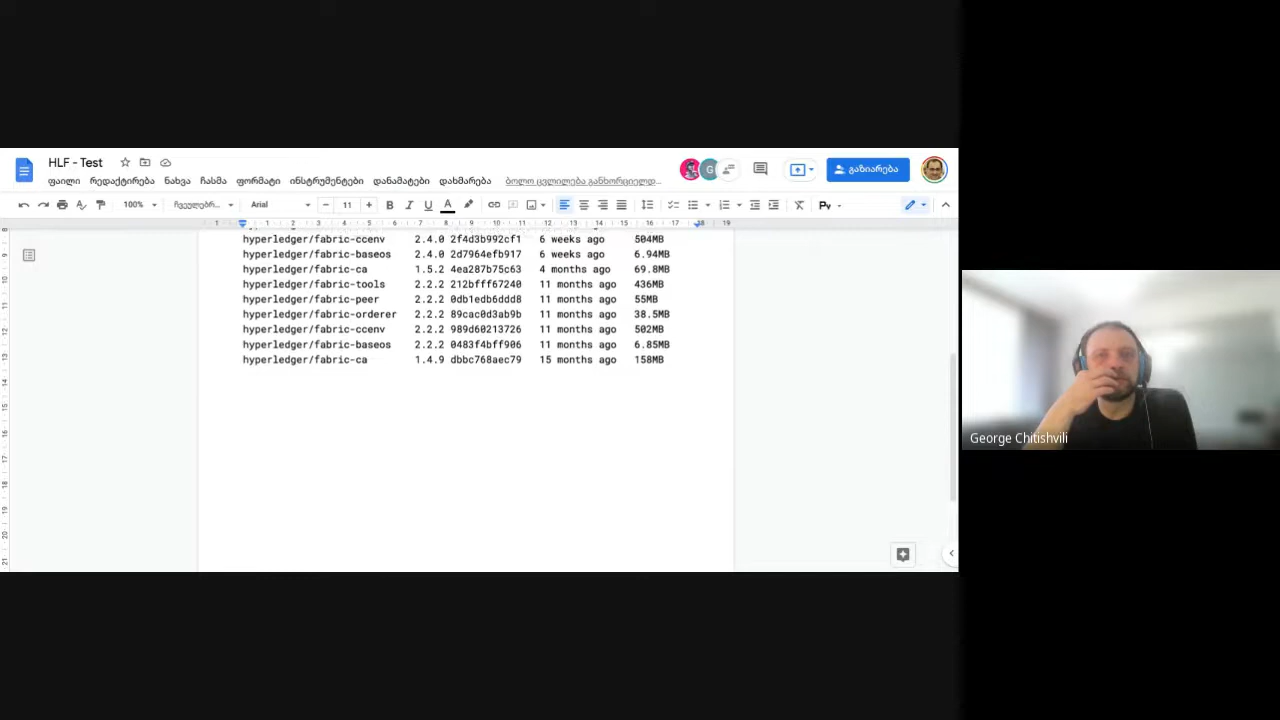 HLF - Test
ფაილი რედაქტირება ნახვა ჩასმა ფორმატი ინსტრუმენტები დანამატები დახმარება ბოლო ცვლილება განხორციელდ...
G
გაზიარება
100% ჩვეულებრ... Arial 11
hyperledger/fabric-ccenv 2.4.0 2f4d3b992cf1 6 weeks ago 504MB
hyperledger/fabric-baseos 2.4.0 2d7964efb917 6 weeks ago 6.94MB
hyperledger/fabric-ca 1.5.2 4ea287b75c63 4 months ago 69.8MB
hyperledger/fabric-tools 2.2.2 212bfff67240 11 months ago 436MB
hyperledger/fabric-peer 2.2.2 0db1edb6ddd8 11 months ago 55MB
hyperledger/fabric-orderer 2.2.2 89cac0d3ab9b 11 months ago 38.5MB
hyperledger/fabric-ccenv 2.2.2 989d60213726 11 months ago 502MB
hyperledger/fabric-baseos 2.2.2 0483f4bff906 11 months ago 6.85MB
hyperledger/fabric-ca 1.4.9 dbbc768aec79 15 months ago 158MB
George Chitishvili